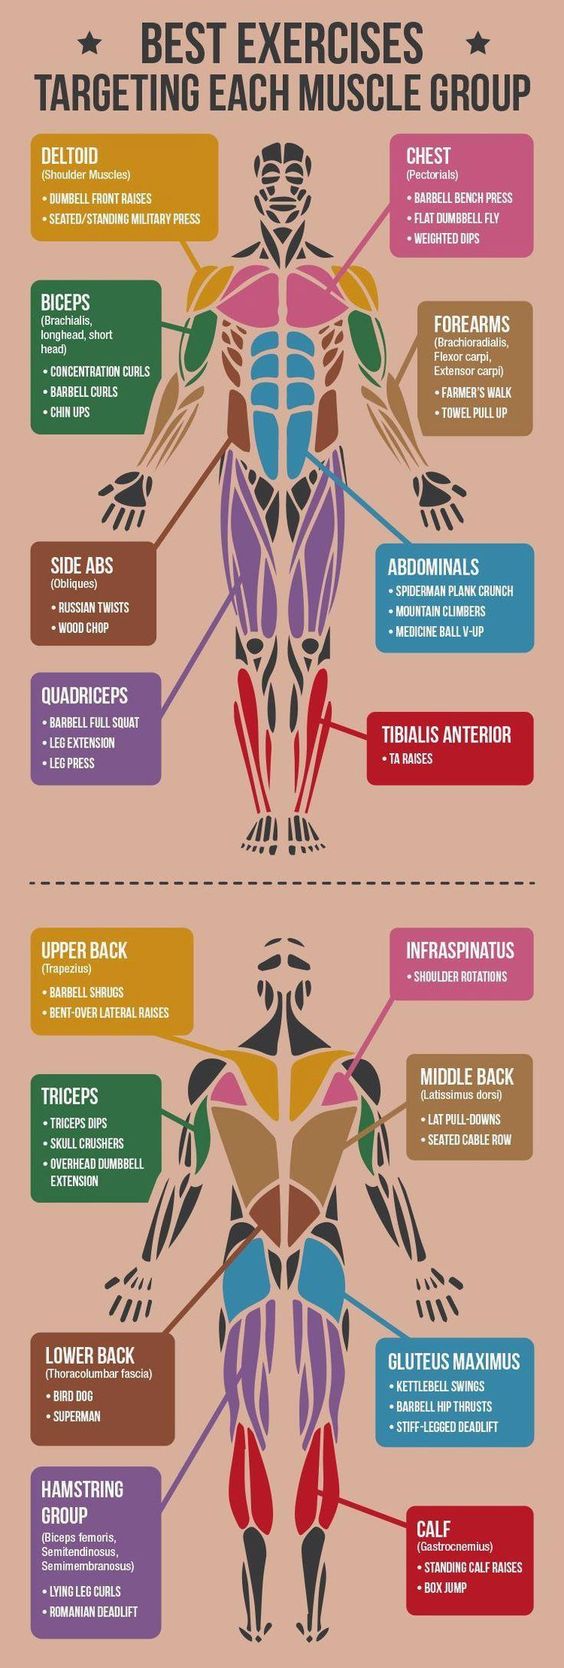 BEST EXERCISES
TARGETING EACH MUSCLE GROUP
DELTOID
(Shoulder Muscles)
• DUMBELL FRONT RAISES
• SEATED/STANDING MILITARY PRESS
CHEST
(Pectorials)
• BARBELL BENCH PRESS
• FLAT DUMBBELL FLY
• WEIGHTED DIPS
BICEPS
(Brachialis,
longhead, short
head)
• CONCENTRATION CURLS
• BARBELL CURLS
• CHIN UPS
FOREARMS
(Brachioradialis,
Flexor carpi,
Extensor carpi)
• FARMER'S WALK
• TOWEL PULL UP
SIDE ABS
(Obliques)
• RUSSIAN TWISTS
• WOOD CHOP
ABDOMINALS
• SPIDERMAN PLANK CRUNCH
• MOUNTAIN CLIMBERS
• MEDICINE BALL V-UP
QUADRICEPS
• BARBELL FULL SQUAT
• LEG EXTENSION
• LEG PRESS
TIBIALIS ANTERIOR
• TA RAISES
UPPER BACK
(Trapezius)
• BARBELL SHRUGS
• BENT-OVER LATERAL RAISES
INFRASPINATUS
• SHOULDER ROTATIONS
TRICEPS
• TRICEPS DIPS
• SKULL CRUSHERS
• OVERHEAD DUMBBELL
EXTENSION
MIDDLE BACK
(Latissimus dorsi)
• LAT PULL-DOWNS
• SEATED CABLE ROW
LOWER BACK
(Thoracolumbar fascia)
• BIRD DOG
• SUPERMAN
GLUTEUS MAXIMUS
• KETTLEBELL SWINGS
• BARBELL HIP THRUSTS
• STIFF-LEGGED DEADLIFT
HAMSTRING
GROUP
(Biceps femoris,
Semitendinosus,
Semimembranosus)
• LYING LEG CURLS
• ROMANIAN DEADLIFT
CALF
(Gastrocnemius)
• STANDING CALF RAISES
• BOX JUMP